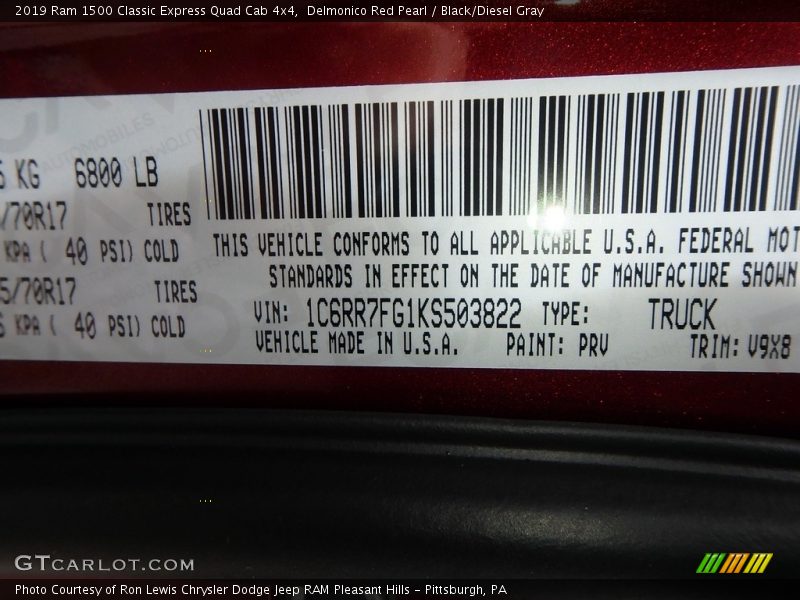 2019 Ram 1500 Classic Express Quad Cab 4x4,  Delmonico Red Pearl / Black/Diesel Gray
KG 6800 LB
/70R17 TIRES
KPA ( 40 PSI) COLD
5/70R17 TIRES
KPA ( 40 PSI) COLD
THIS VEHICLE CONFORMS TO ALL APPLICABLE U.S.A. FEDERAL MOT
STANDARDS IN EFFECT ON THE DATE OF MANUFACTURE SHOWN
VIN: 1C6RR7FG1KS503822 TYPE: TRUCK
VEHICLE MADE IN U.S.A. PAINT: PRV TRIM: V9X8
GTCARLOT.COM
Photo Courtesy of Ron Lewis Chrysler Dodge Jeep RAM Pleasant Hills - Pittsburgh, PA